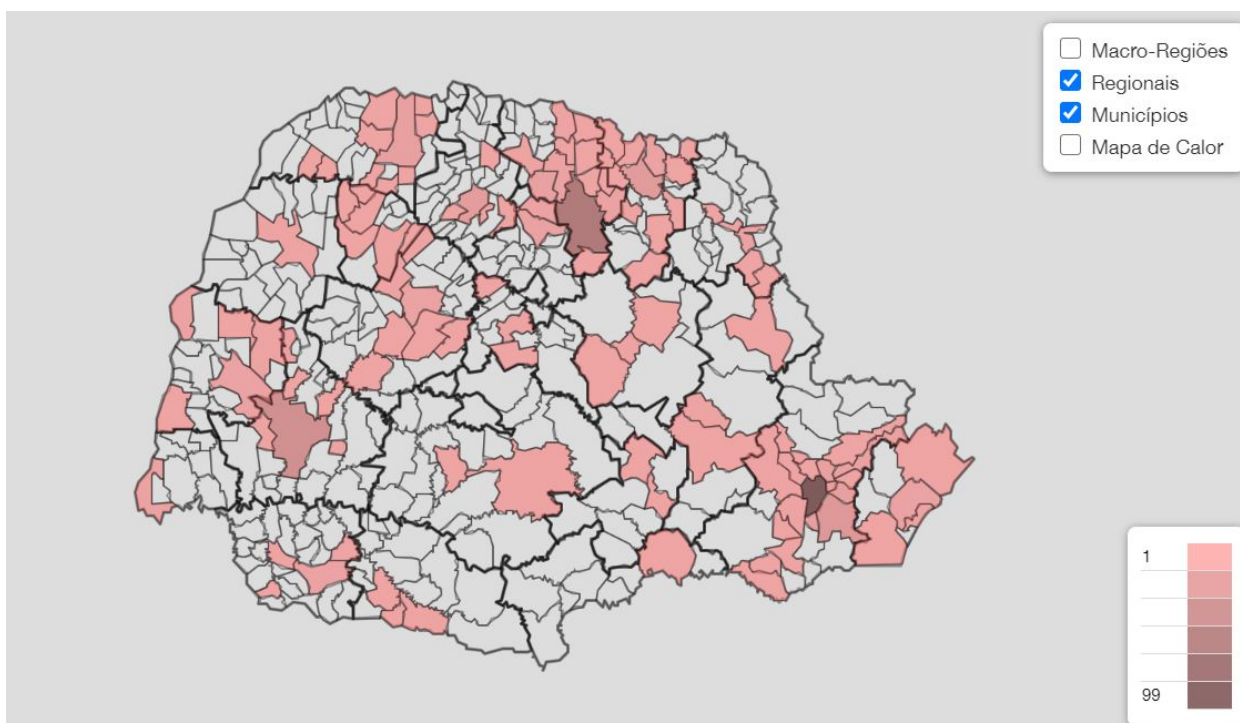 Macro-Regiões
Regionais
Municípios
Mapa de Calor
1
99